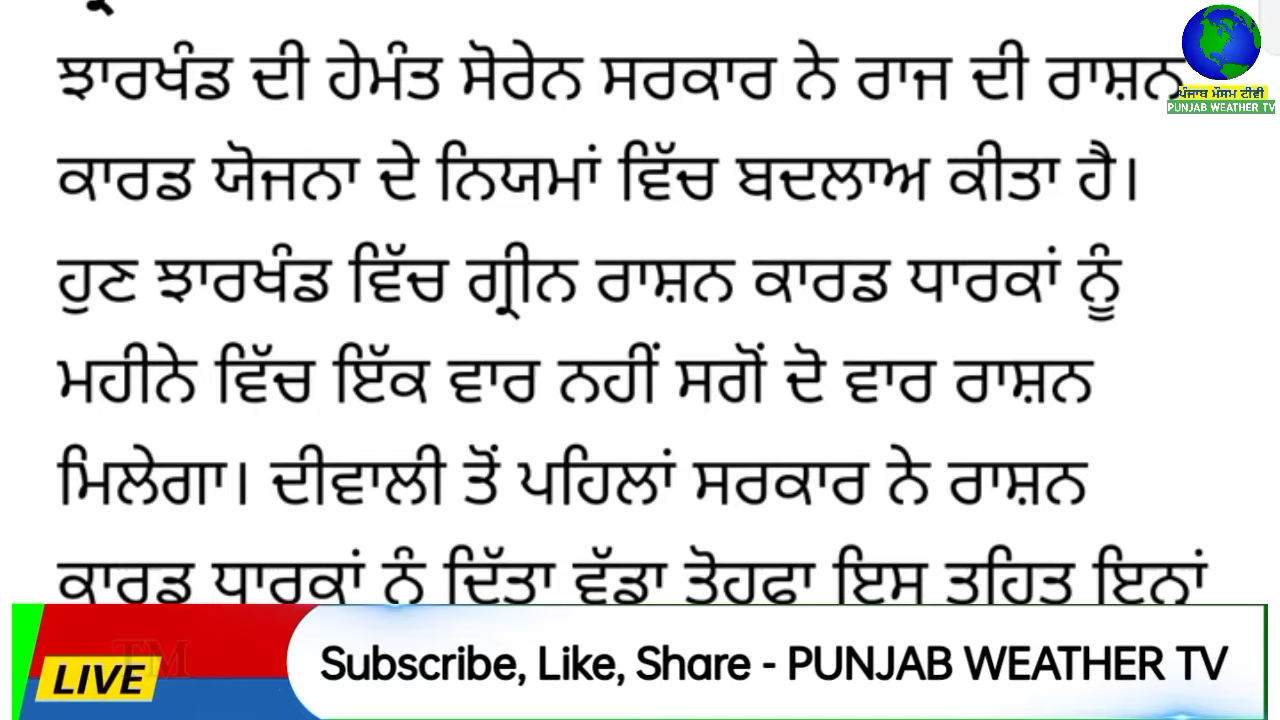 ਝਾਰਖੰਡ ਦੀ ਹੇਮੰਤ ਸੋਰੇਨ ਸਰਕਾਰ ਨੇ ਰਾਜ ਦੀ ਰਾਸ਼ਨ
ਪੰਜਾਬ ਮੌਸਮ ਟੀਵੀ
PUNJAB WEATHER TV
ਕਾਰਡ ਯੋਜਨਾ ਦੇ ਨਿਯਮਾਂ ਵਿੱਚ ਬਦਲਾਅ ਕੀਤਾ ਹੈ।
ਹੁਣ ਝਾਰਖੰਡ ਵਿੱਚ ਗ੍ਰੀਨ ਰਾਸ਼ਨ ਕਾਰਡ ਧਾਰਕਾਂ ਨੂੰ
ਮਹੀਨੇ ਵਿੱਚ ਇੱਕ ਵਾਰ ਨਹੀਂ ਸਗੋਂ ਦੋ ਵਾਰ ਰਾਸ਼ਨ
ਮਿਲੇਗਾ। ਦੀਵਾਲੀ ਤੋਂ ਪਹਿਲਾਂ ਸਰਕਾਰ ਨੇ ਰਾਸ਼ਨ
ਕਾਰਡ ਧਾਰਕਾਂ ਨੂੰ ਦਿੱਤਾ ਵੱਡਾ ਤੋਹਫਾ ਇਸ ਤਹਿਤ ਇਨਾਂ
TM
LIVE
Subscribe, Like, Share - PUNJAB WEATHER TV